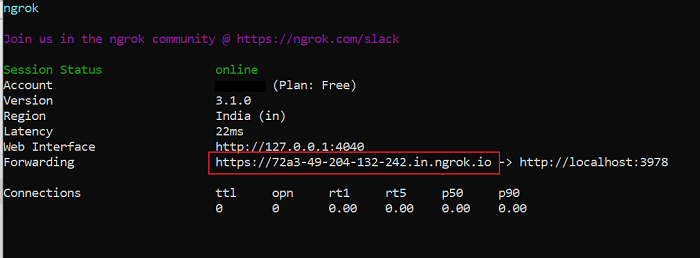 ngrok
Join us in the ngrok community @ https://ngrok.com/slack
Session Status online
Account (Plan: Free)
Version 3.1.0
Region India (in)
Latency 22ms
Web Interface http://127.0.0.1:4040
Forwarding https://72a3-49-204-132-242.in.ngrok.io -> http://localhost:3978
Connections ttl opn rt1 rt5 p50 p90
0 0 0.00 0.00 0.00 0.00